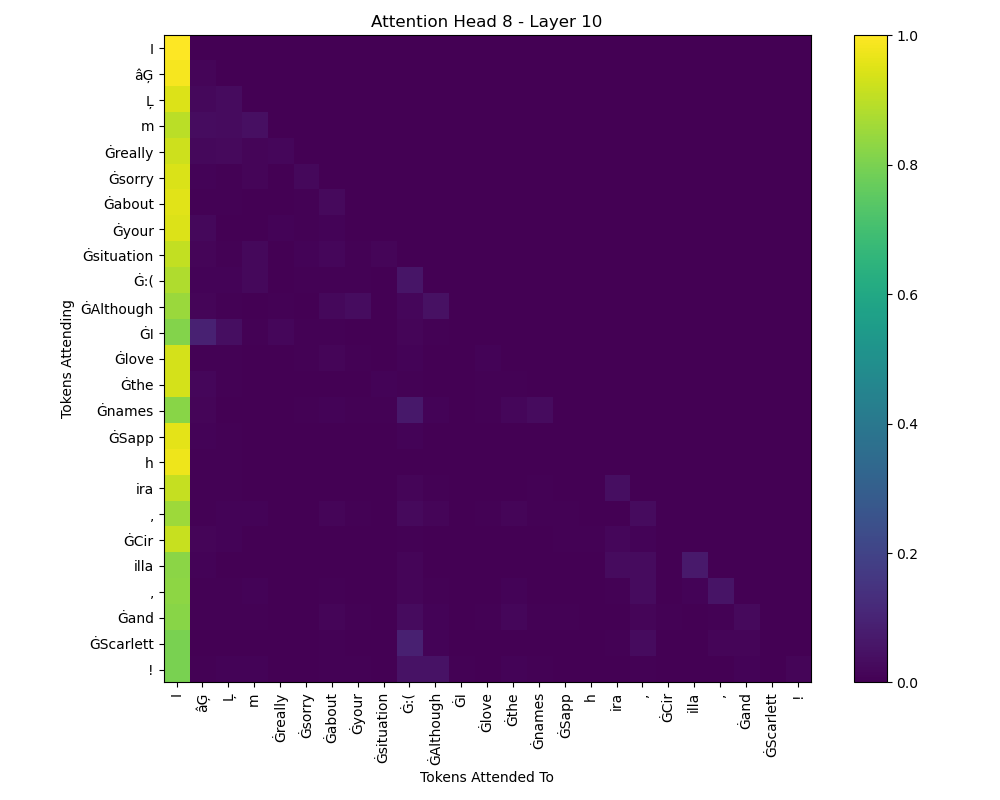 Attention Head 8 - Layer 10
Tokens Attending
I
âĢ
Ļ
m
Ġreally
Ġsorry
Ġabout
Ġyour
Ġsituation
Ġ:(
ĠAlthough
ĠI
Ġlove
Ġthe
Ġnames
ĠSapp
h
ira
,
ĠCir
illa
,
Ġand
ĠScarlett
!
I
âĢ
Ļ
m
Ġreally
Ġsorry
Ġabout
Ġyour
Ġsituation
Ġ:(
ĠAlthough
ĠI
Ġlove
Ġthe
Ġnames
ĠSapp
h
ira
,
ĠCir
illa
,
Ġand
ĠScarlett
!
Tokens Attended To
1.0
0.8
0.6
0.4
0.2
0.0